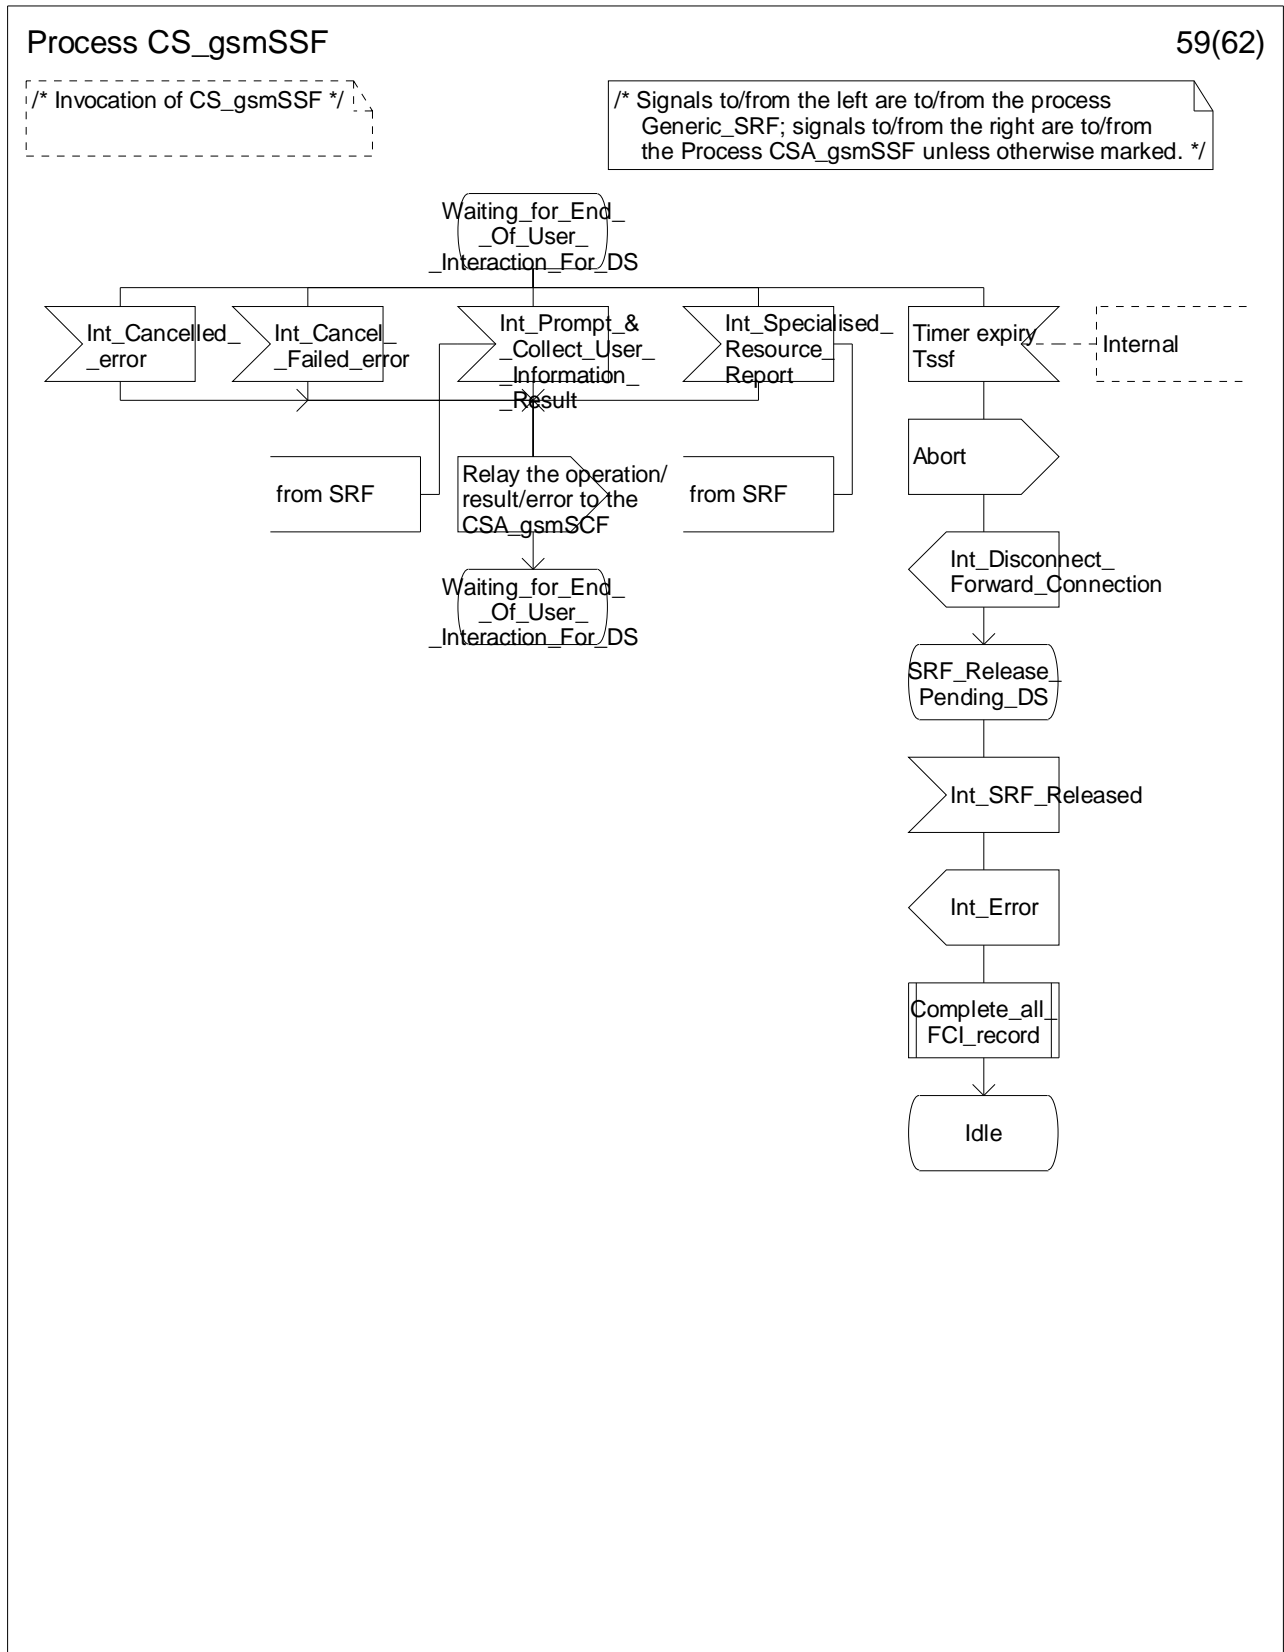 Process CS_gsmSSF
59(62)
/* Invocation of CS_gsmSSF */
/* Signals to/from the left are to/from the process
Generic_SRF; signals to/from the right are to/from
the Process CSA_gsmSSF unless otherwise marked. */
Waiting_for_End_
_Of_User_
_Interaction_For_DS
Int_Cancelled_
_error
Int_Cancel_
_Failed_error
Int_Prompt_&
_Collect_User_
_Information_
_Result
Int_Specialised_
Resource_
Report
Timer expiry
Tssf
Internal
from SRF
Relay the operation/
result/error to the
CSA_gsmSCF
from SRF
Abort
Int_Disconnect_
Forward_Connection
Waiting_for_End_
_Of_User_
_Interaction_For_DS
SRF_Release_
Pending_DS
Int_SRF_Released
Int_Error
Complete_all_
FCI_record
Idle